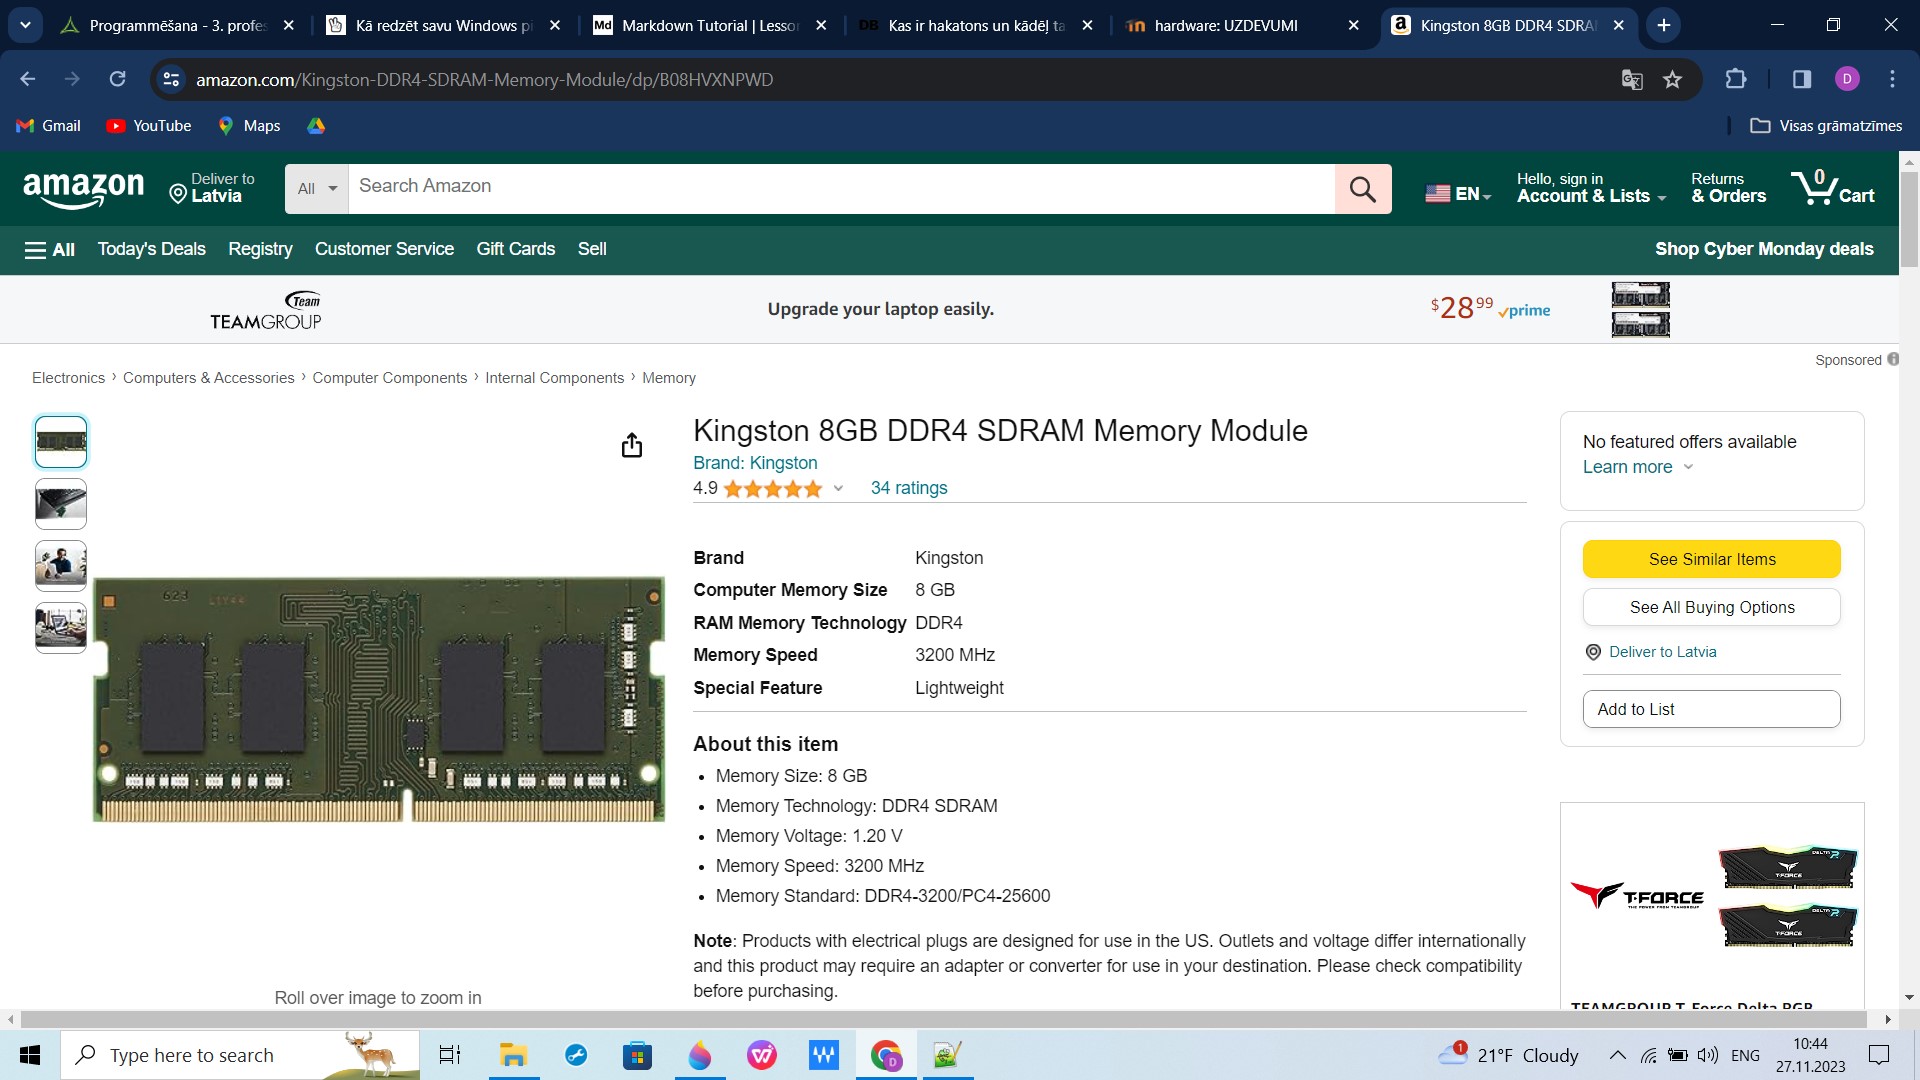 Programmēšana - 3. profes
Kā redzēt savu Windows pi
Markdown Tutorial | Lesso
Kas ir hakatons un kādēļ ta
hardware: UZDEVUMI
Kingston 8GB DDR4 SDRA
amazon.com/Kingston-DDR4-SDRAM-Memory-Module/dp/B08HVXNPWD
D
Gmail
YouTube
Maps
Visas grāmatzīmes
amazon
Deliver to
Latvia
All
Search Amazon
EN
Hello, sign in
Account & Lists
Returns
& Orders
0
Cart
All
Today's Deals
Registry
Customer Service
Gift Cards
Sell
Shop Cyber Monday deals
Team
TEAMGROUP
Upgrade your laptop easily.
$28 99 prime
Sponsored
Electronics › Computers & Accessories › Computer Components › Internal Components › Memory
Kingston 8GB DDR4 SDRAM Memory Module
Brand: Kingston
4.9
34 ratings
Brand Kingston
Computer Memory Size 8 GB
RAM Memory Technology DDR4
Memory Speed 3200 MHz
Special Feature Lightweight
About this item
• Memory Size: 8 GB
• Memory Technology: DDR4 SDRAM
• Memory Voltage: 1.20 V
• Memory Speed: 3200 MHz
• Memory Standard: DDR4-3200/PC4-25600
Note: Products with electrical plugs are designed for use in the US. Outlets and voltage differ internationally
and this product may require an adapter or converter for use in your destination. Please check compatibility
before purchasing.
623
Roll over image to zoom in
No featured offers available
Learn more
See Similar Items
See All Buying Options
Deliver to Latvia
Add to List
T-FORCE
DELTA R
T-FORCE
DELTA R
T-FORCE
TEAMGROUP T-Force Delta RGB
Type here to search
1
21°F Cloudy
ENG
10:44
27.11.2023